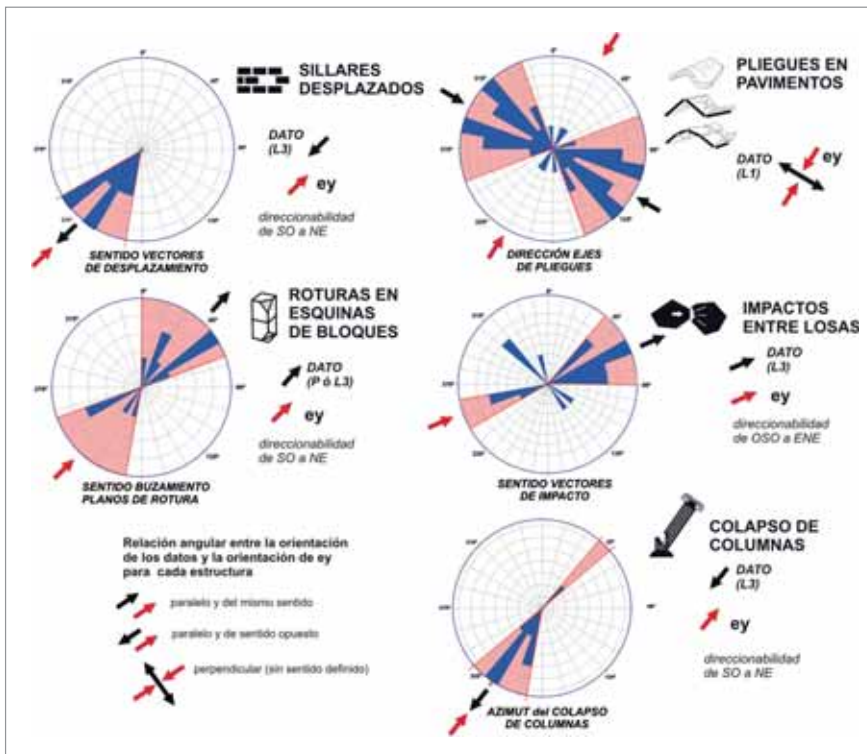 SILLARES
DESPLAZADOS
DATO
(L3)
ey
direccionabilidad
de SO a NE
SENTIDO VECTORES
DE DESPLAZAMIENTO
PLIEGUES EN
PAVIMENTOS
DATO
(L1)
ey
DIRECCIÓN EJES
DE PLIEGUES
ROTURAS EN
ESQUINAS
DE BLOQUES
DATO
(P ó L3)
ey
direccionabilidad
de SO a NE
SENTIDO BUZAMIENTO
PLANOS DE ROTURA
IMPACTOS
ENTRE LOSAS
DATO
(L3)
ey
direccionabilidad
de OSO a ENE
SENTIDO VECTORES
DE IMPACTO
Relación angular entre la orientación
de los datos y la orientación de ey
para cada estructura
paralelo y del mismo sentido
paralelo y de sentido opuesto
perpendicular (sin sentido definido)
COLAPSO DE
COLUMNAS
DATO
(L3)
ey
direccionabilidad
de SO a NE
AZIMUT del COLAPSO
DE COLUMNAS